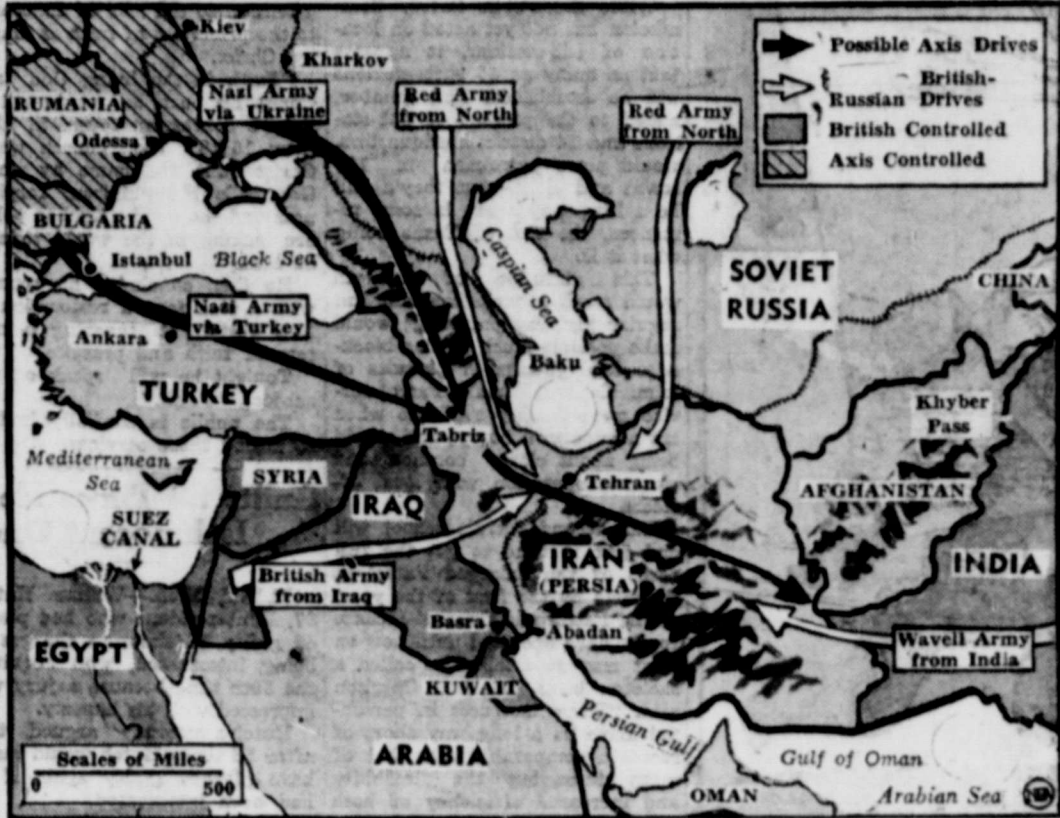 Kiev
Kharkov
Nazi Army
via Ukraine
Red Army
from North
Red Army
from North
Possible Axis Drives
British-
Russian Drives
British Controlled
Axis Controlled
RUMANIA
Odessa
BULGARIA
Istanbul
Black Sea
Caspian Sea
SOVIET
RUSSIA
CHINA
Nazi Army
via Turkey
Ankara
TURKEY
Baku
Khyber
Pass
Tabriz
Mediterranean
Sea
SYRIA
IRAQ
Tehran
AFGHANISTAN
SUEZ
CANAL
British Army
from Iraq
IRAN
(PERSIA)
INDIA
Basra
Abadan
Wavell Army
from India
EGYPT
KUWAIT
Persian Gulf
Scales of Miles
0 500
ARABIA
Gulf of Oman
OMAN
Arabian Sea